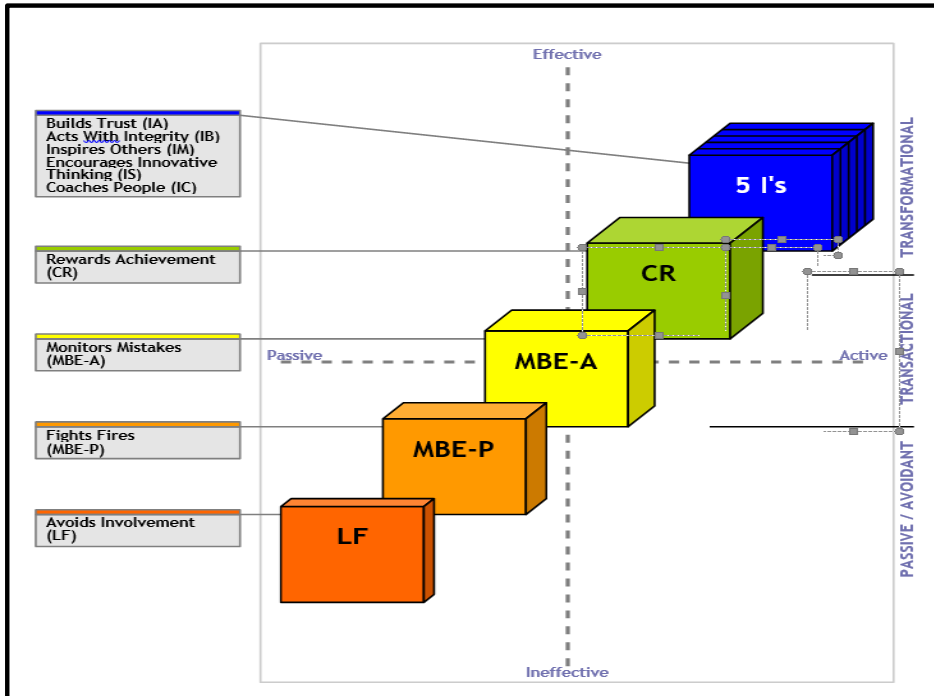 Effective
Builds Trust (IA)
Acts With Integrity (IB)
Inspires Others (IM)
Encourages Innovative
Thinking (IS)
Coaches People (IC)
5 I's
TRANSFORMATIONAL
Rewards Achievement
(CR)
CR
Monitors Mistakes
(MBE-A)
Passive
MBE-A
Active
TRANSACTIONAL
Fights Fires
(MBE-P)
MBE-P
Avoids Involvement
(LF)
LF
PASSIVE / AVOIDANT
Ineffective